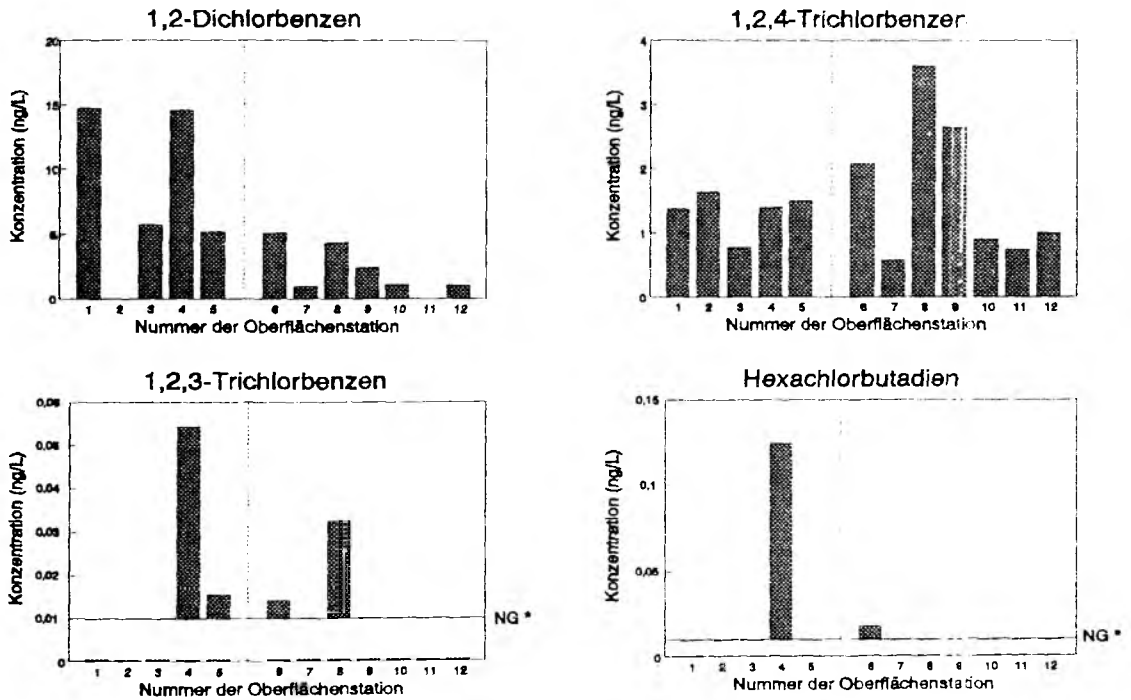 1,2-Dichlorbenzen
20
15
10
5
0
Konzentration (ng/L)
1 2 3 4 5 6 7 8 9 10 11 12
Nummer der Oberflächenstation
1,2,4-Trichlorbenzen
4
3
2
1
0
Konzentration (ng/L)
1 2 3 4 5 6 7 8 9 10 11 12
Nummer der Oberflächenstation
1,2,3-Trichlorbenzen
0,06
0,05
0,04
0,03
0,02
0,01
0
Konzentration (ng/L)
NG *
1 2 3 4 5 6 7 8 9 10 11 12
Nummer der Oberflächenstation
Hexachlorbutadien
0,15
0,1
0,05
0
Konzentration (ng/L)
NG *
1 2 3 4 5 6 7 8 9 10 11 12
Nummer der Oberflächenstation